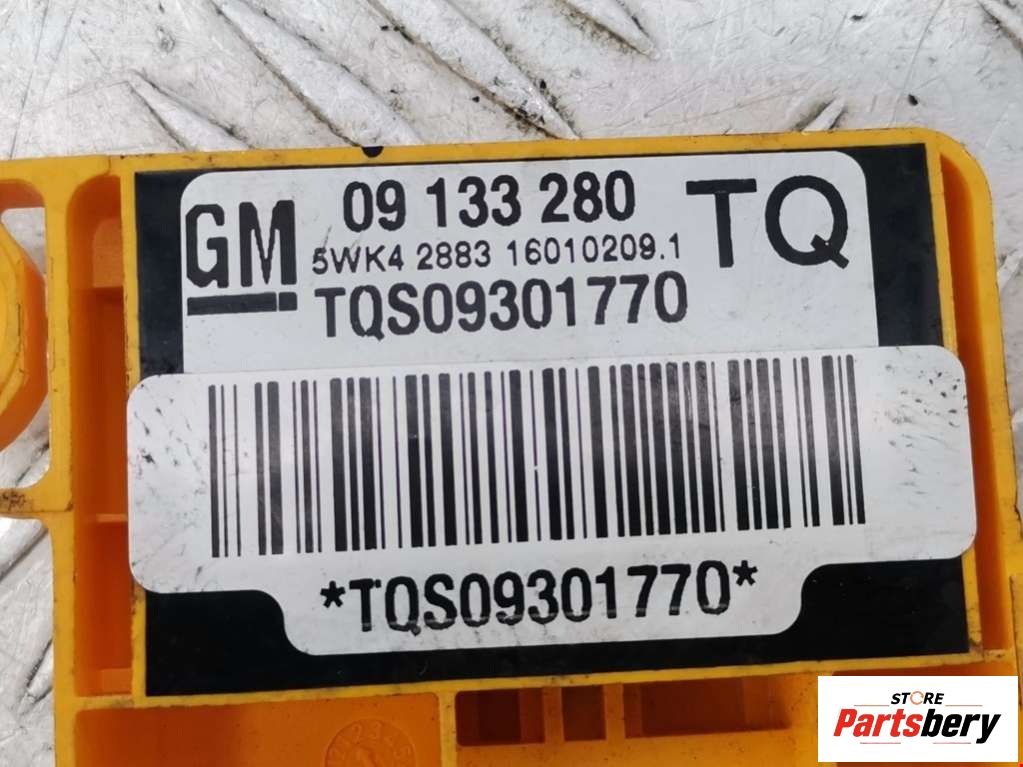 GM
09 133 280
TQ
5WK4 2883 16010209.1
TQS09301770
*TQS09301770*
STORE
Partsbery